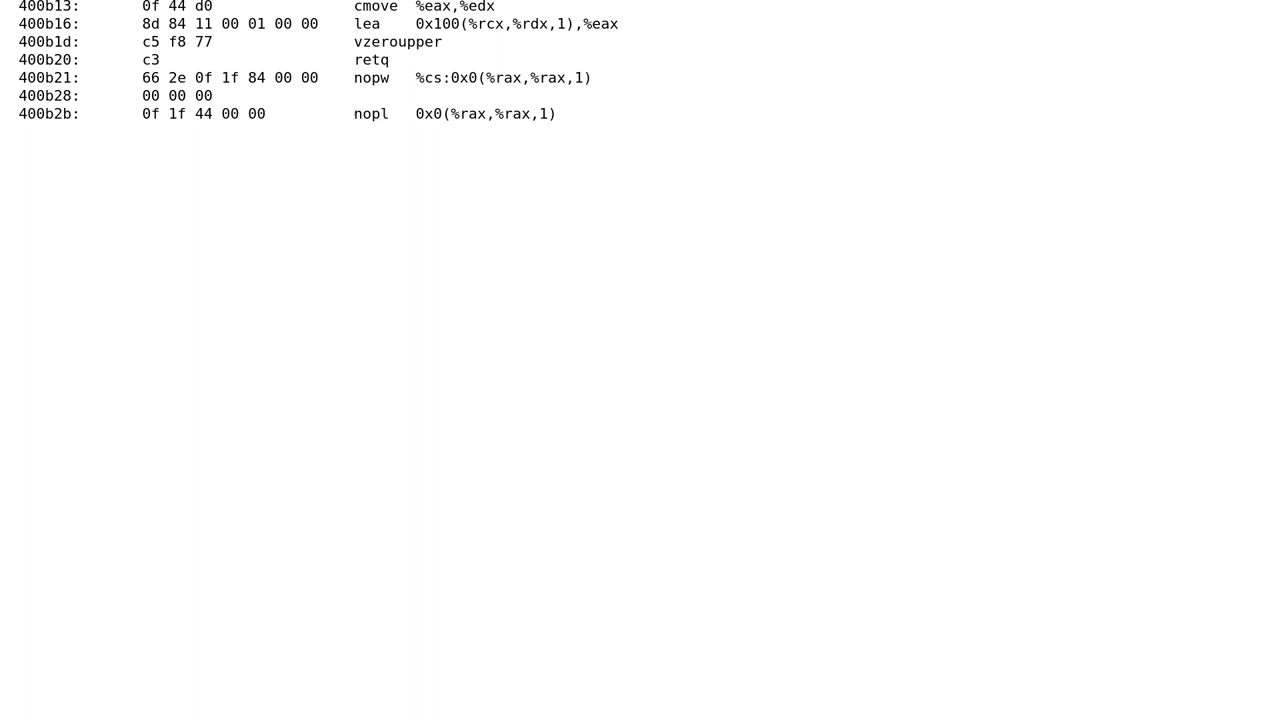 400b13: 0f 44 d0 cmove %eax,%edx
400b16: 8d 84 11 00 01 00 00 lea 0x100(%rcx,%rdx,1),%eax
400b1d: c5 f8 77 vzeroupper
400b20: c3 retq
400b21: 66 2e 0f 1f 84 00 00 nopw %cs:0x0(%rax,%rax,1)
400b28: 00 00 00
400b2b: 0f 1f 44 00 00 nopl 0x0(%rax,%rax,1)